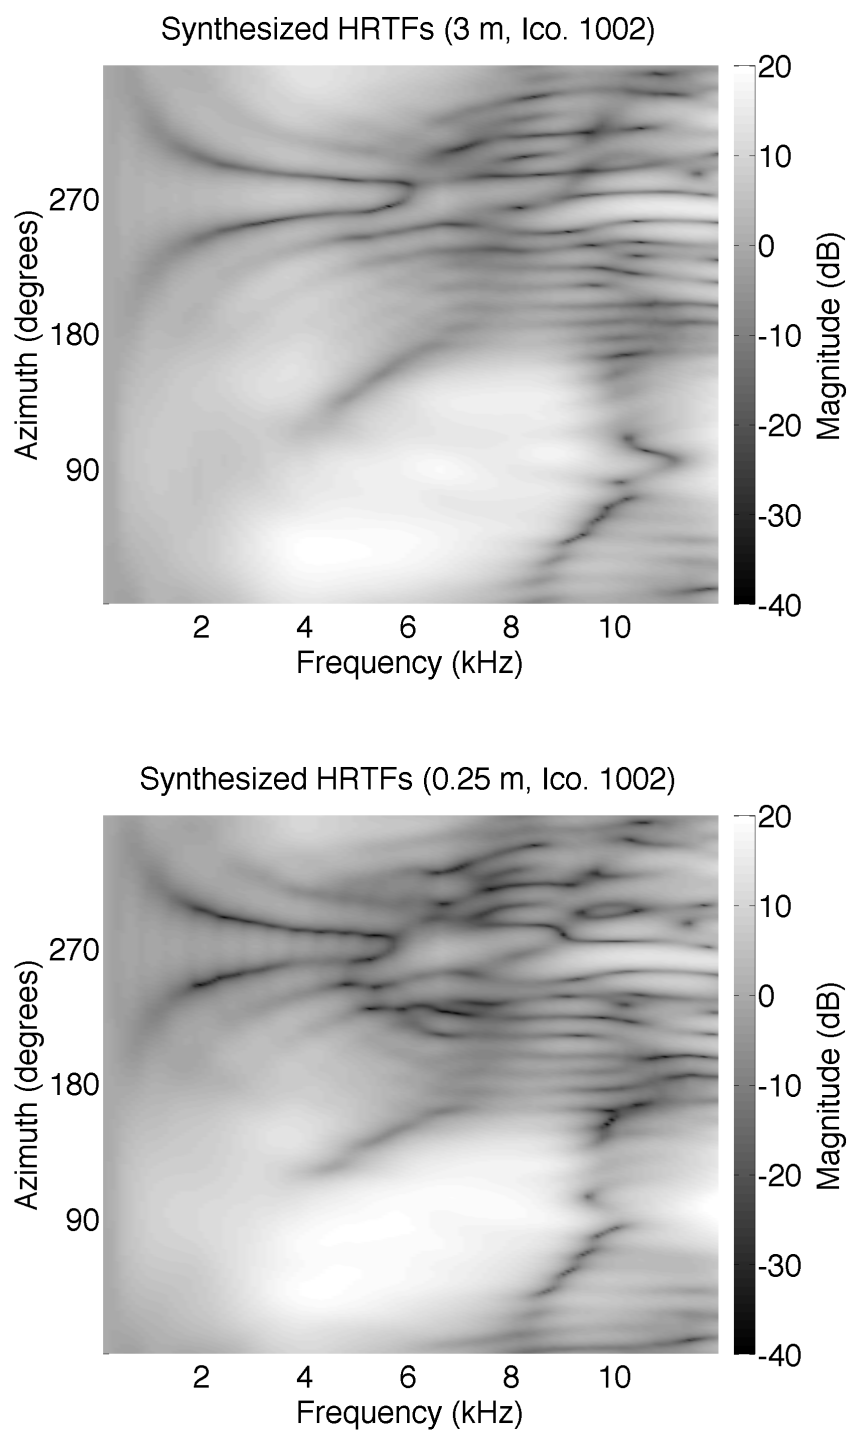 Synthesized HRTFs (3 m, Ico. 1002)
270
180
90
Azimuth (degrees)
2 4 6 8 10
Frequency (kHz)
20
10
0
-10
-20
-30
-40
Magnitude (dB)
Synthesized HRTFs (0.25 m, Ico. 1002)
270
180
90
Azimuth (degrees)
2 4 6 8 10
Frequency (kHz)
20
10
0
-10
-20
-30
-40
Magnitude (dB)